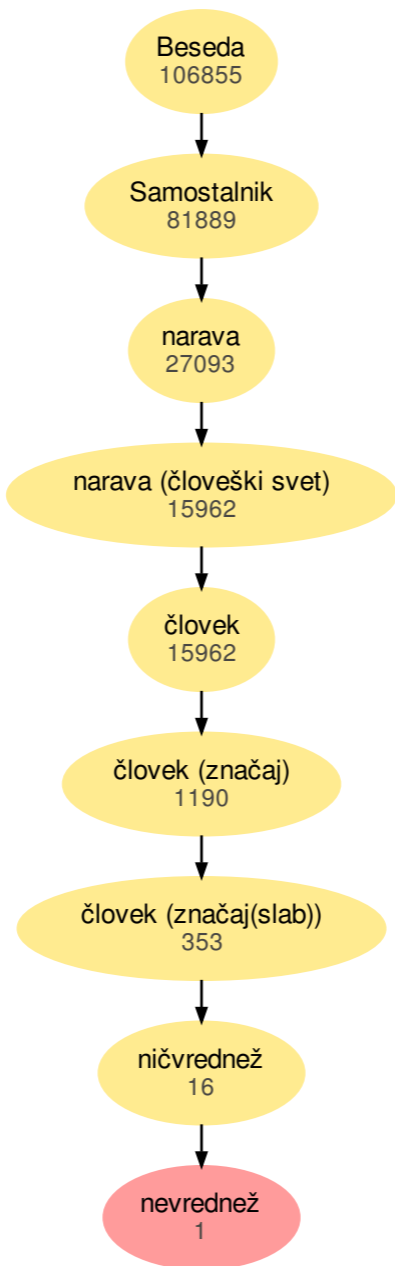 Beseda
106855
Samostalnik
81889
narava
27093
narava (človeški svet)
15962
človek
15962
človek (značaj)
1190
človek (značaj(slab))
353
ničvrednež
16
nevrednež
1